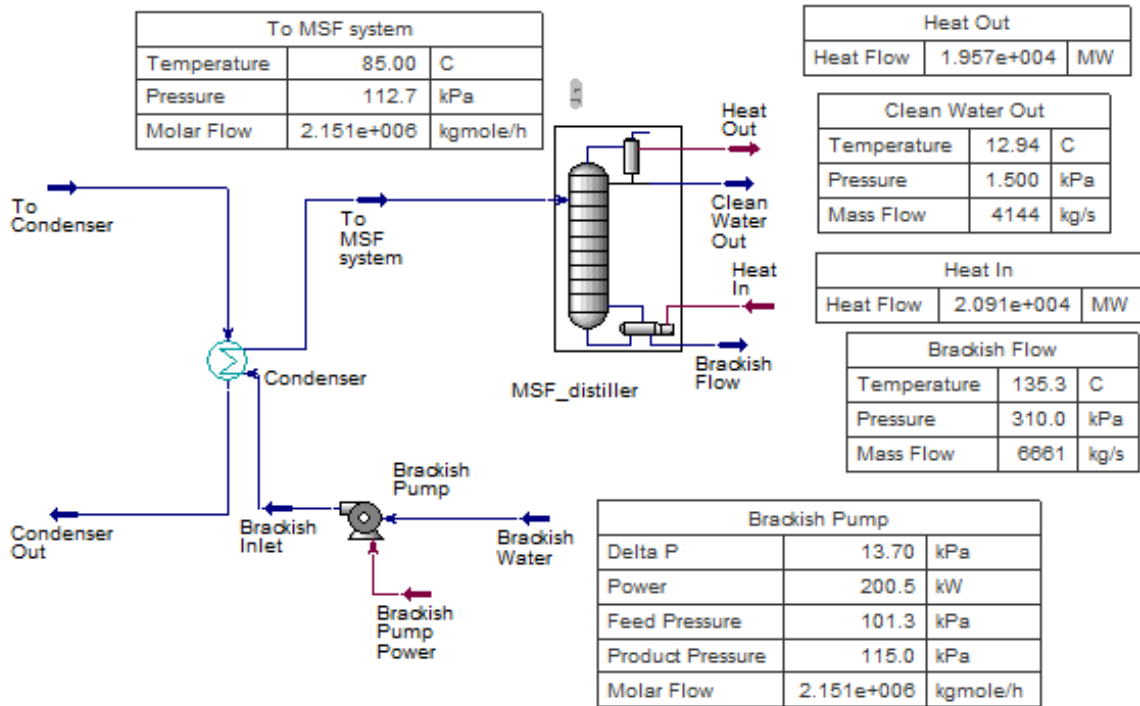 To MSF system
Temperature 85.00 C
Pressure 112.7 kPa
Molar Flow 2.151e+006 kgmole/h
Heat Out
Heat Flow 1.957e+004 MW
Clean Water Out
Temperature 12.94 C
Pressure 1.500 kPa
Mass Flow 4144 kg/s
Heat In
Heat Flow 2.091e+004 MW
Brackish Flow
Temperature 135.3 C
Pressure 310.0 kPa
Mass Flow 6661 kg/s
Heat
Out
Clean
Water
Out
Heat
In
Brackish
Flow
MSF_distiller
To
Condenser
To
MSF
system
Condenser
Condenser
Out
Brackish
Inlet
Brackish
Pump
Brackish
Water
Brackish
Pump
Power
Brackish Pump
Delta P 13.70 kPa
Power 200.5 kW
Feed Pressure 101.3 kPa
Product Pressure 115.0 kPa
Molar Flow 2.151e+006 kgmole/h